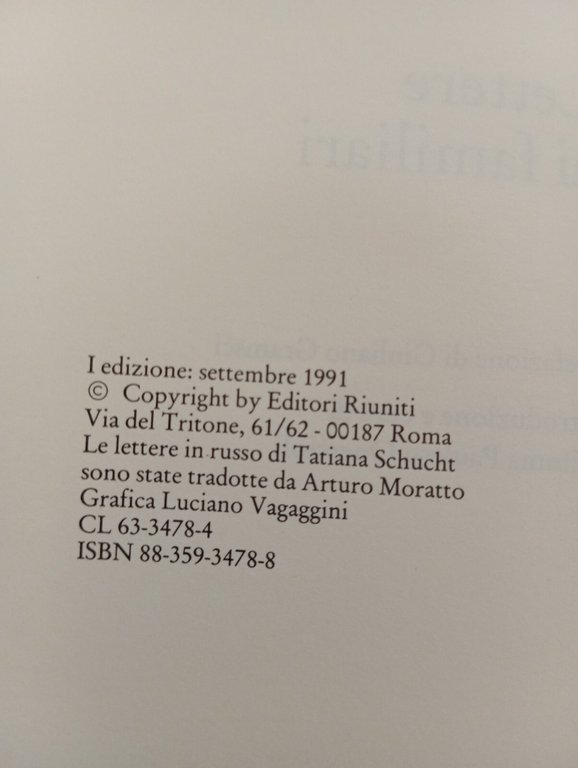 I edizione: settembre 1991
© Copyright by Editori Riuniti
Via del Tritone, 61/62 - 00187 Roma
Le lettere in russo di Tatiana Schucht
sono state tradotte da Arturo Moratto
Grafica Luciano Vagaggini
CL 63-3478-4
ISBN 88-359-3478-8